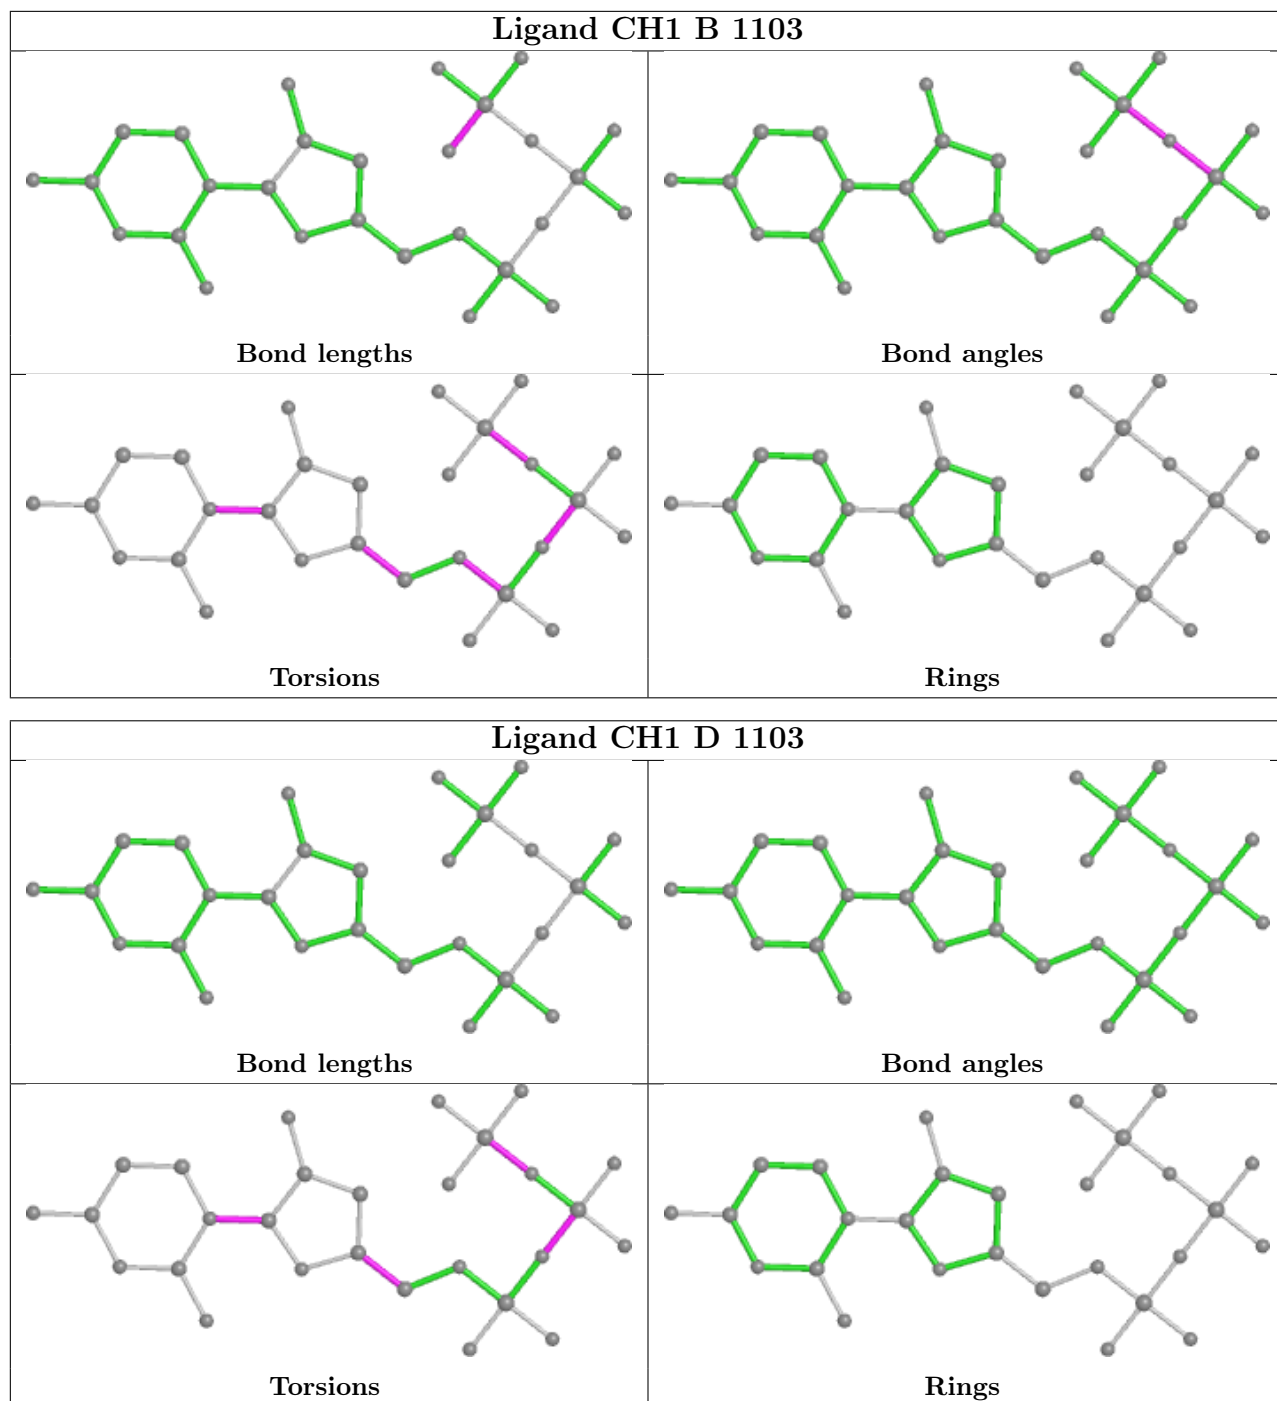 Ligand CH1 B 1103
Bond lengths
Bond angles
Torsions
Rings
Ligand CH1 D 1103
Bond lengths
Bond angles
Torsions
Rings